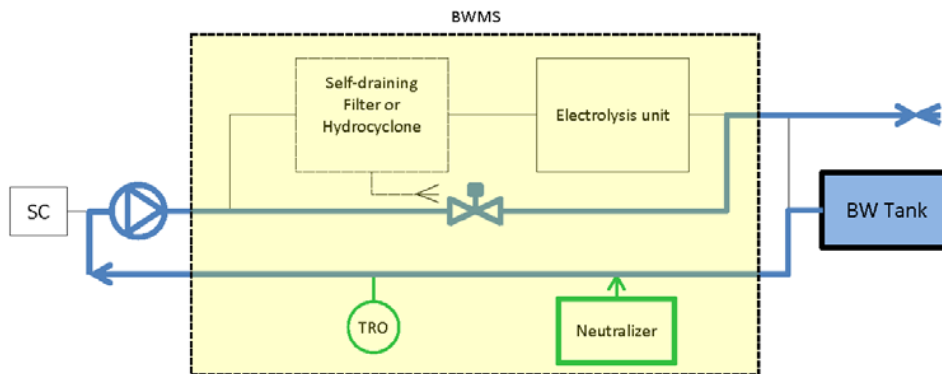 BWMS
Self-draining
Filter or
Hydrocyclone
Electrolysis unit
SC
BW Tank
TRO
Neutralizer